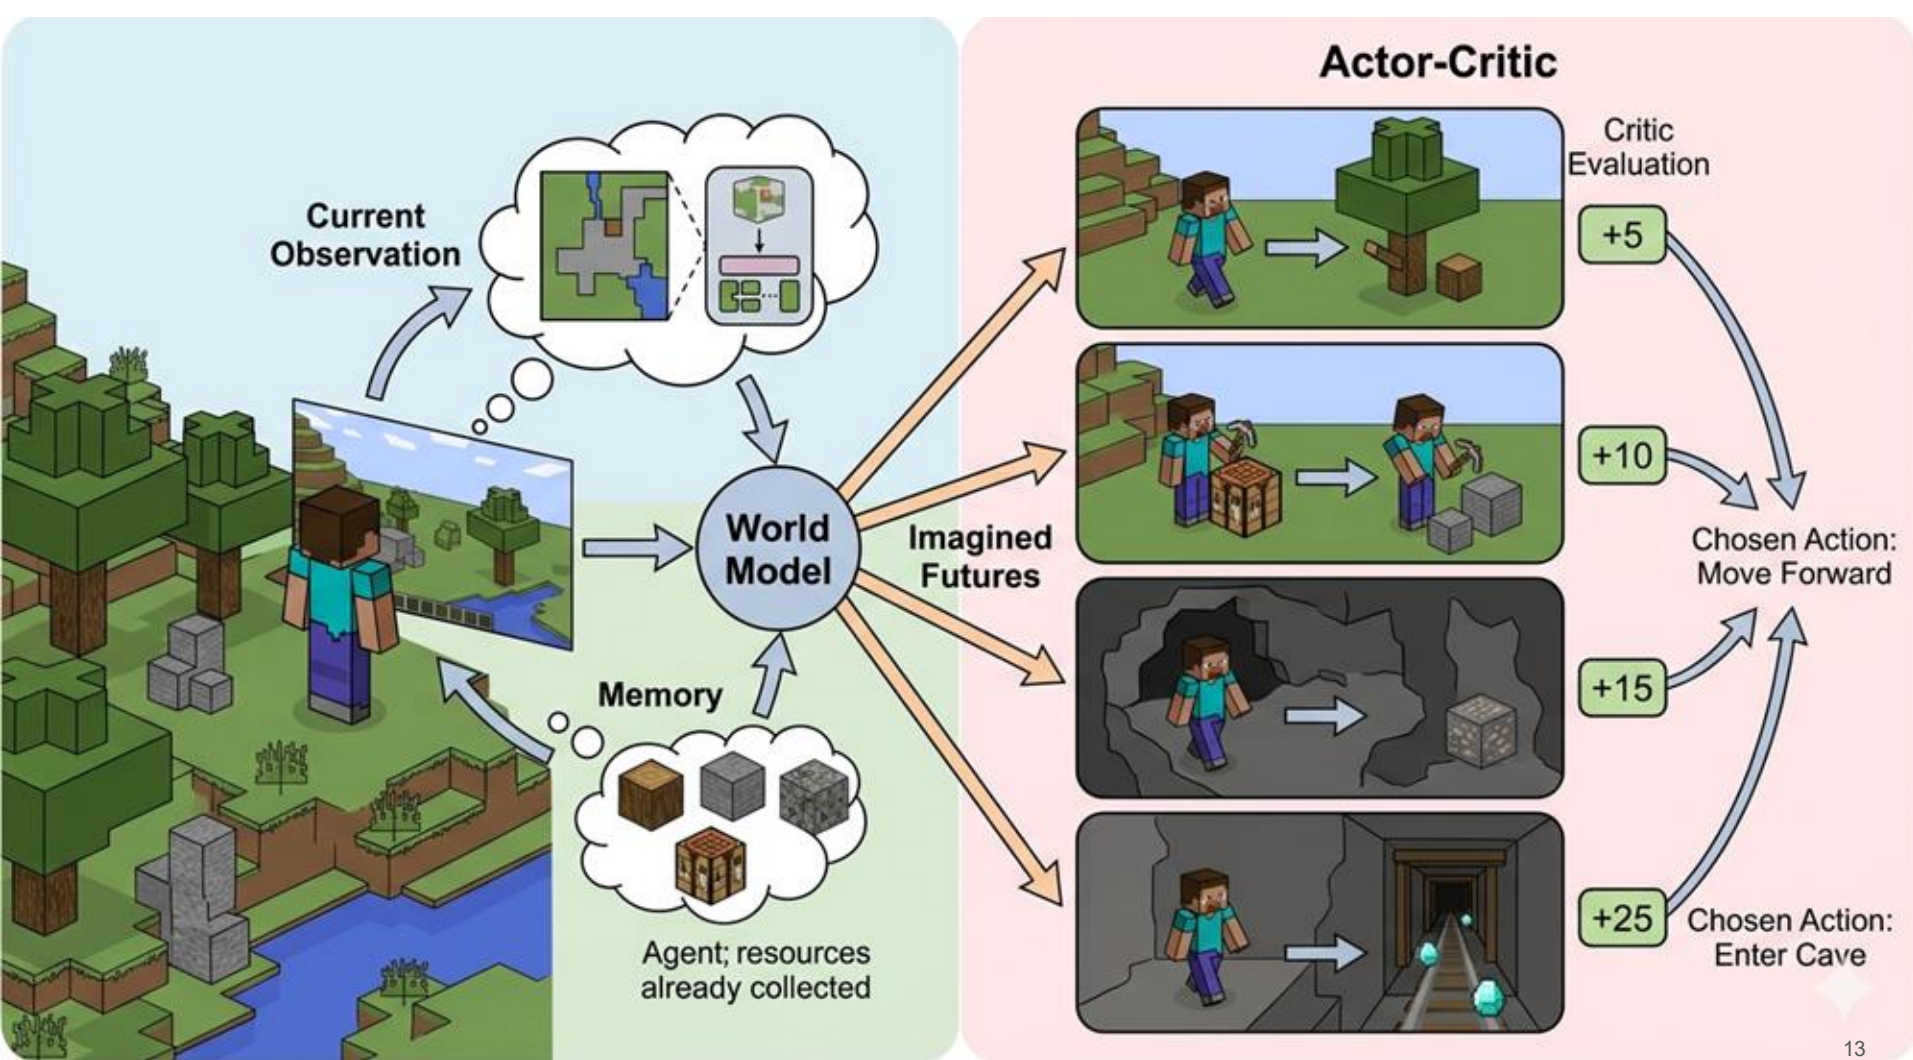 Actor-Critic
Current
Observation
World
Model
Imagined
Futures
Memory
Agent; resources
already collected
Critic
Evaluation
+5
+10
Chosen Action:
Move Forward
+15
+25
Chosen Action:
Enter Cave
13